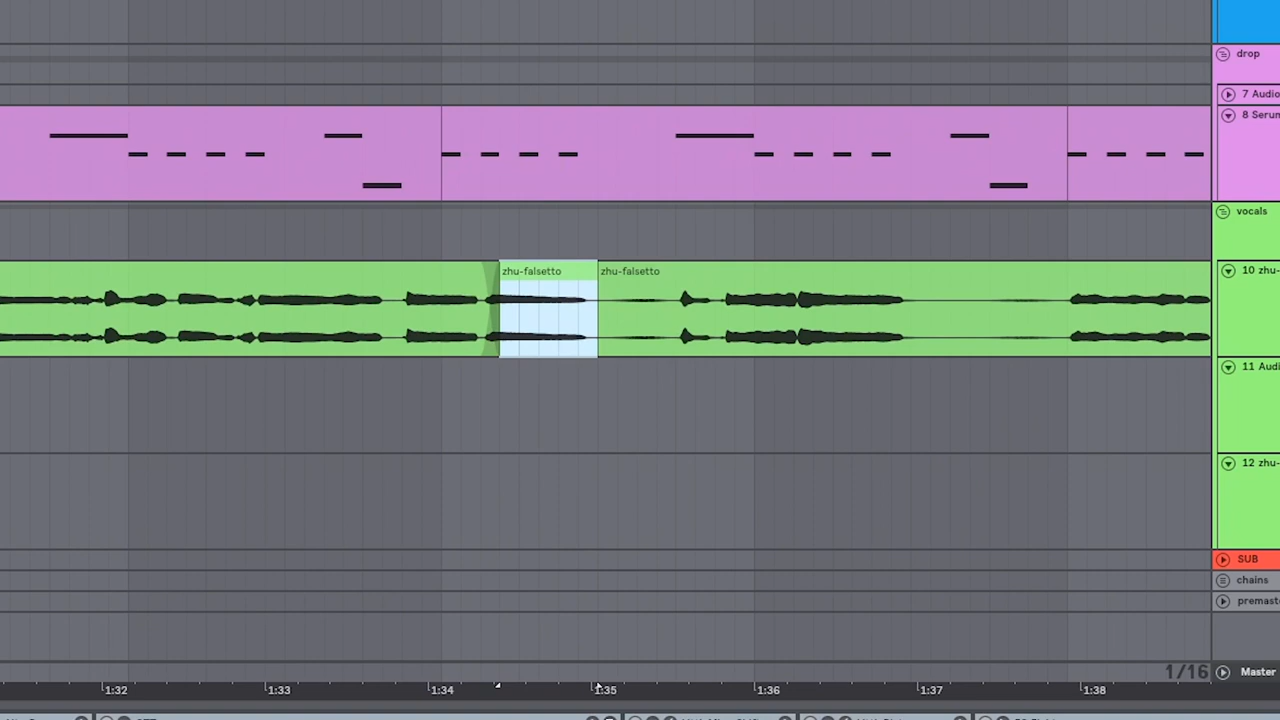 drop
7 Audio
8 Serum
vocals
zhu-falsetto zhu-falsetto
10 zhu-
11 Audi
12 zhu-
SUB
chains
premaste
1/16
Master
1:32 1:33 1:34 1:35 1:36 1:37 1:38